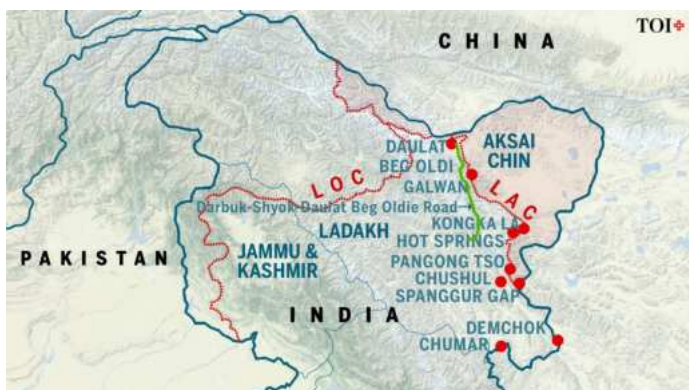 TOI+
CHINA
DAULAT
BEG OLDI
AKSAI
CHIN
GALWAN
LOC
LAC
Darbuk-Shyok-Daulat Beg Oldie Road
KONGKA LA
LADAKH
HOT SPRINGS
JAMMU &
KASHMIR
PAKISTAN
PANGONG TSO
CHUSHUL
SPANGGUR GAP
INDIA
DEMCHOK
CHUMAR